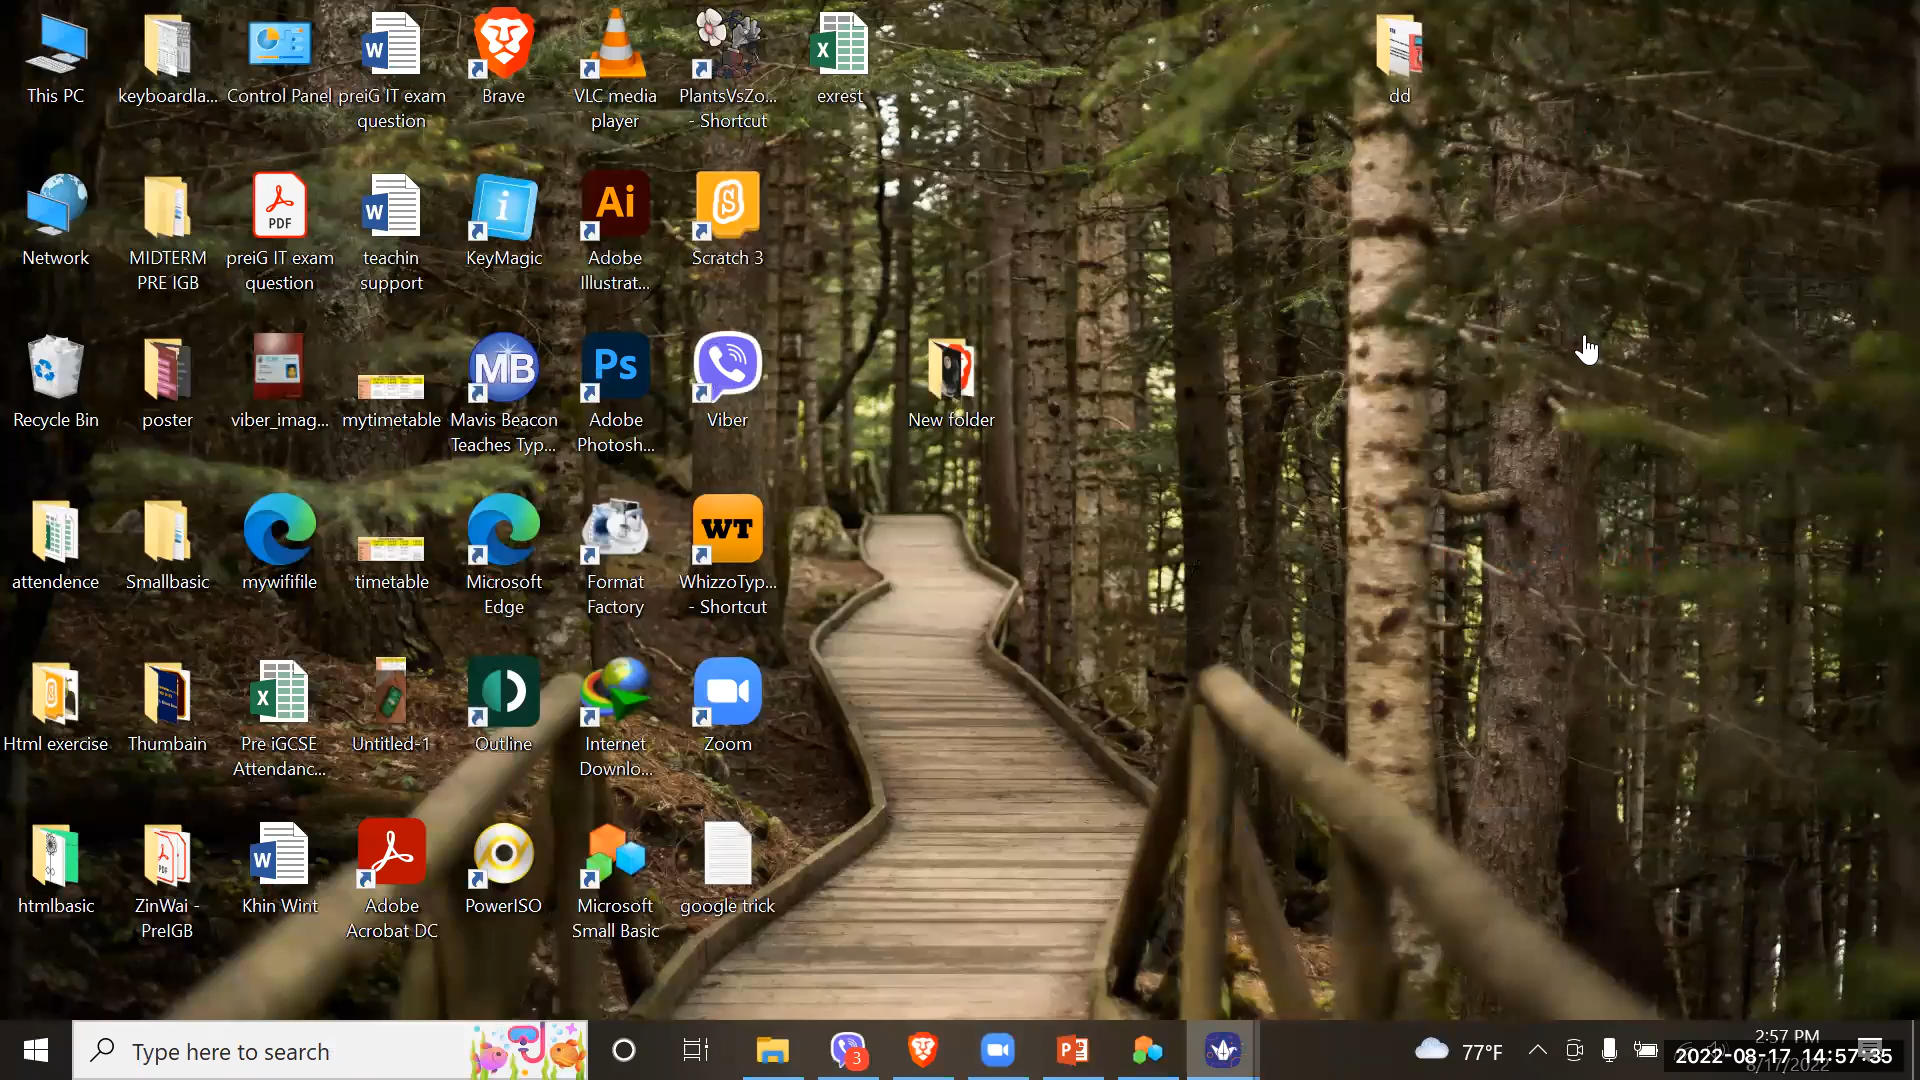 This PC
keyboardla...
Control Panel
preiG IT exam
question
Brave
VLC media
player
PlantsVsZo...
- Shortcut
exrest
dd
Network
MIDTERM
PRE IGB
PDF
preiG IT exam
question
teachin
support
KeyMagic
Ai
Adobe
Illustrat...
Scratch 3
Recycle Bin
poster
viber_imag...
mytimetable
MB
Mavis Beacon
Teaches Typ...
Ps
Adobe
Photosh...
Viber
New folder
attendence
Smallbasic
mywififile
timetable
Microsoft
Edge
Format
Factory
WT
WhizzoTyp...
- Shortcut
Html exercise
Thumbain
Pre iGCSE
Attendanc...
Untitled-1
Outline
Internet
Downlo...
Zoom
htmlbasic
ZinWai -
PreIGB
Khin Wint
Adobe
Acrobat DC
PowerISO
Microsoft
Small Basic
google trick
Type here to search
3
77°F
2:57 PM
2022-08-17 14:57:35
8/17/2022